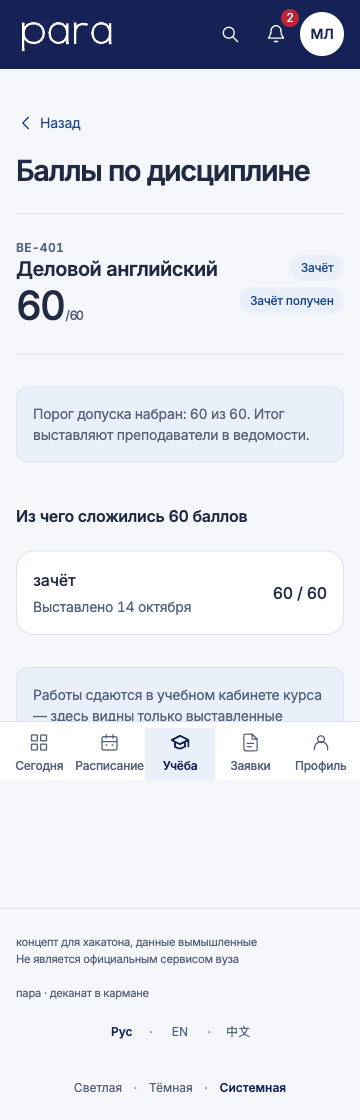 para
2
МЛ
Назад
Баллы по дисциплине
BE-401
Деловой английский
60/60
Зачёт
Зачёт получен
Порог допуска набран: 60 из 60. Итог
выставляют преподаватели в ведомости.
Из чего сложились 60 баллов
зачёт
Выставлено 14 октября
60 / 60
Работы сдаются в учебном кабинете курса
— здесь видны только выставленные
Сегодня
Расписание
Учёба
Заявки
Профиль
концепт для хакатона, данные вымышленные
Не является официальным сервисом вуза
пара · деканат в кармане
Рус · EN · 中文
Светлая · Тёмная · Системная